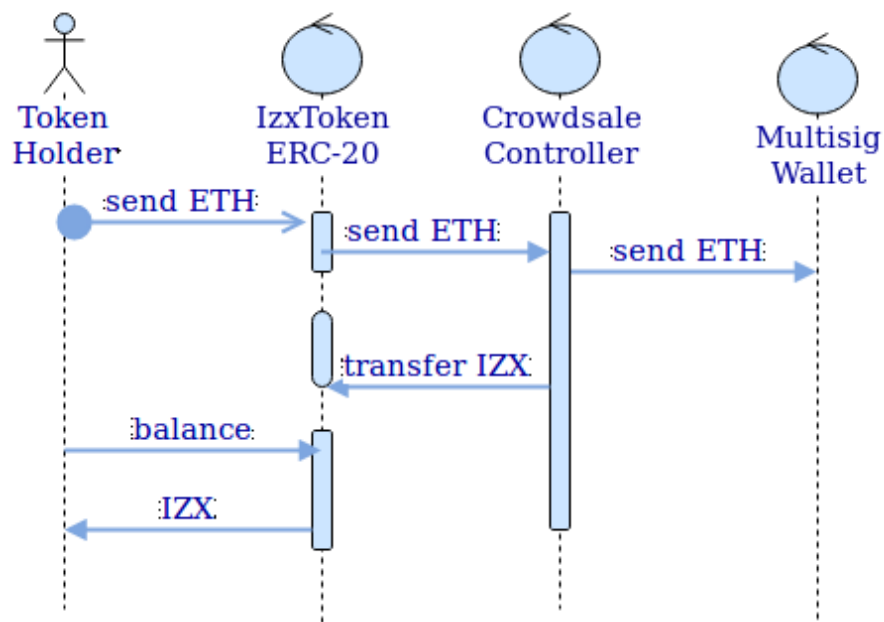 Token
Holder
IzxToken
ERC-20
Crowdsale
Controller
Multisig
Wallet
send ETH
send ETH
send ETH
transfer IZX
balance
IZX